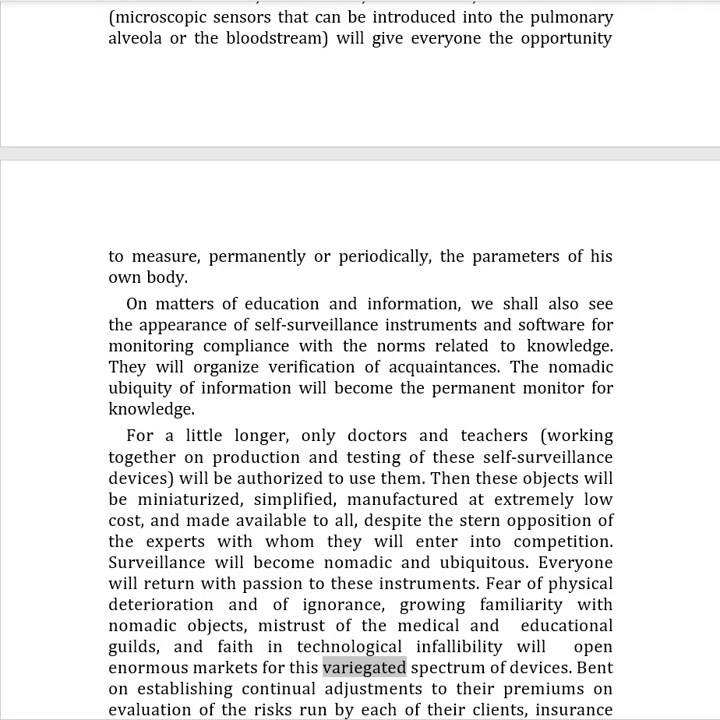 (microscopic sensors that can be introduced into the pulmonary
alveola or the bloodstream) will give everyone the opportunity
to measure, permanently or periodically, the parameters of his
own body.
On matters of education and information, we shall also see
the appearance of self-surveillance instruments and software for
monitoring compliance with the norms related to knowledge.
They will organize verification of acquaintances. The nomadic
ubiquity of information will become the permanent monitor for
knowledge.
For a little longer, only doctors and teachers (working
together on production and testing of these self-surveillance
devices) will be authorized to use them. Then these objects will
be miniaturized, simplified, manufactured at extremely low
cost, and made available to all, despite the stern opposition of
the experts with whom they will enter into competition.
Surveillance will become nomadic and ubiquitous. Everyone
will return with passion to these instruments. Fear of physical
deterioration and of ignorance, growing familiarity with
nomadic objects, mistrust of the medical and educational
guilds, and faith in technological infallibility will open
enormous markets for this variegated spectrum of devices. Bent
on establishing continual adjustments to their premiums on
evaluation of the risks run by each of their clients, insurance